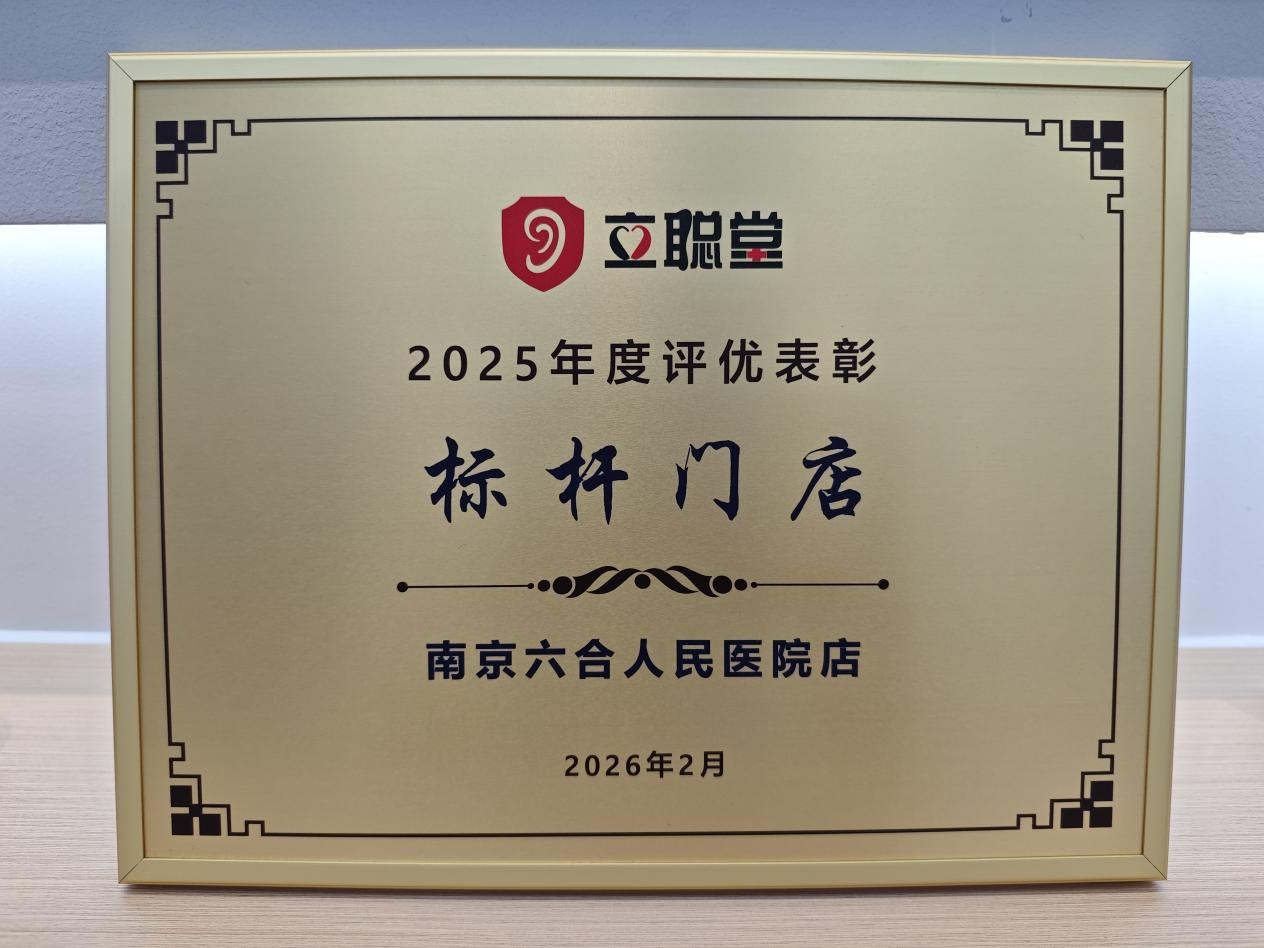 立聪堂
2025年度评优表彰
标杆门店
南京六合人民医院店
2026年2月